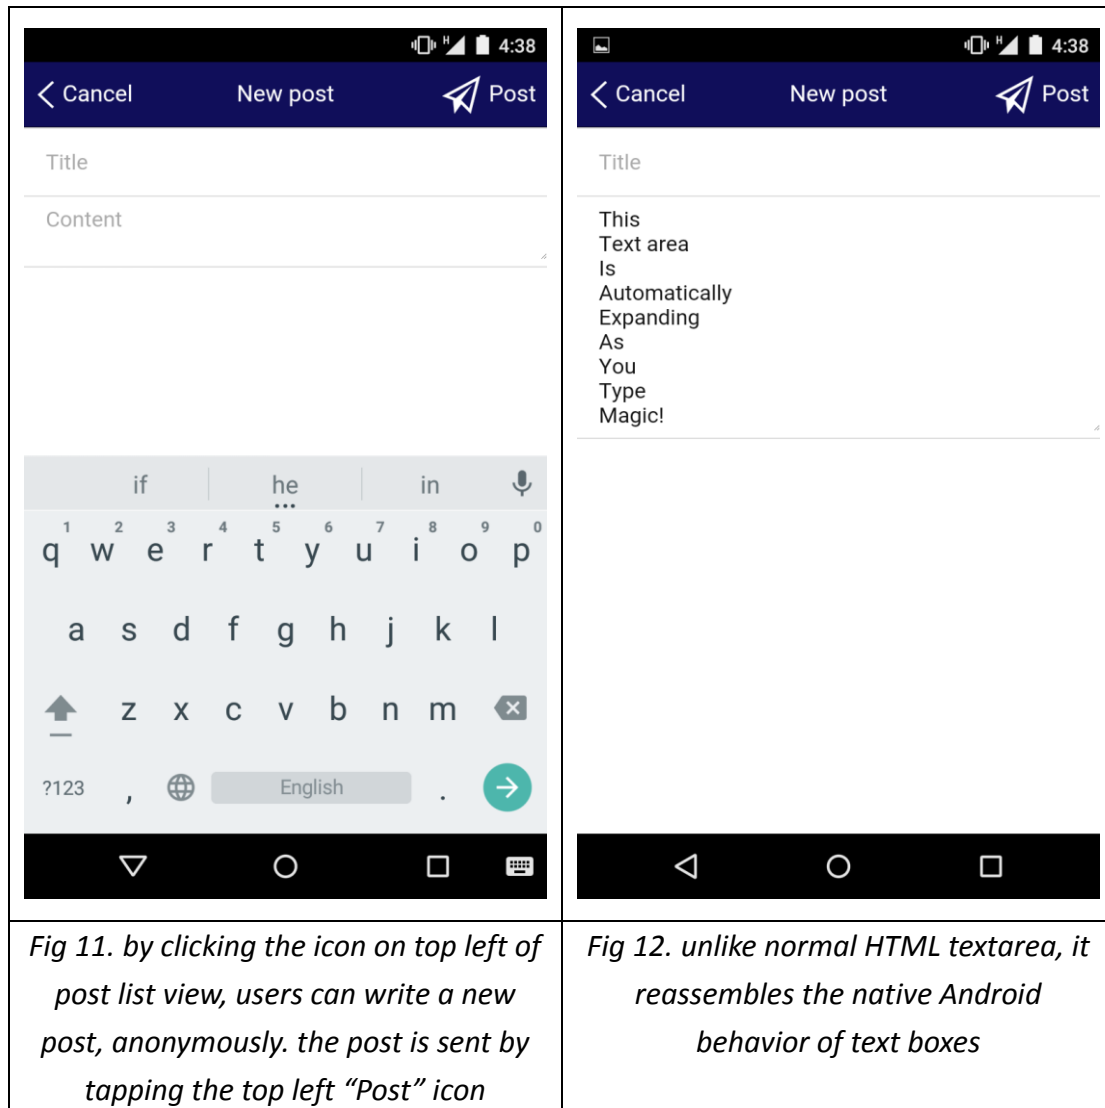 4:38
Cancel New post Post
Title
Content
if he in
1 2 3 4 5 6 7 8 9 0
q w e r t y u i o p
a s d f g h j k l
z x c v b n m
?123 , English .
H
4:38
Cancel New post Post
Title
This
Text area
Is
Automatically
Expanding
As
You
Type
Magic!
H
Fig 11. by clicking the icon on top left of
post list view, users can write a new
post, anonymously. the post is sent by
tapping the top left “Post” icon
Fig 12. unlike normal HTML textarea, it
reassembles the native Android
behavior of text boxes